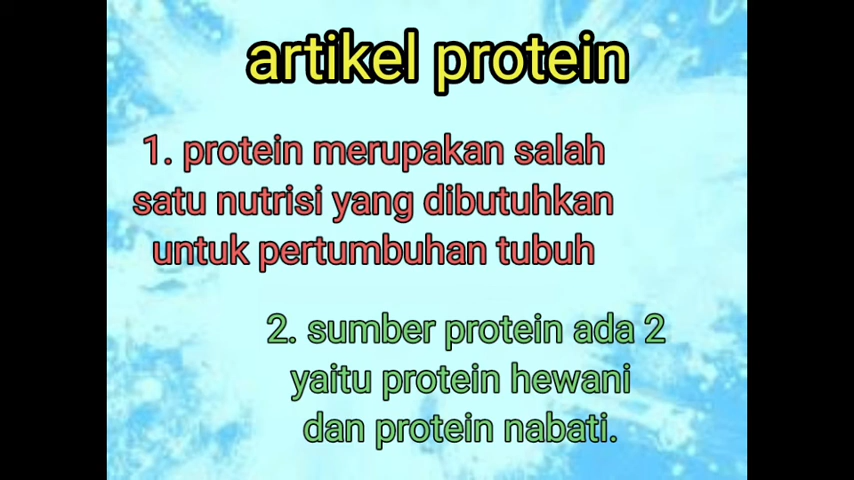 artikel protein
1. protein merupakan salah
satu nutrisi yang dibutuhkan
untuk pertumbuhan tubuh
2. sumber protein ada 2
yaitu protein hewani
dan protein nabati.